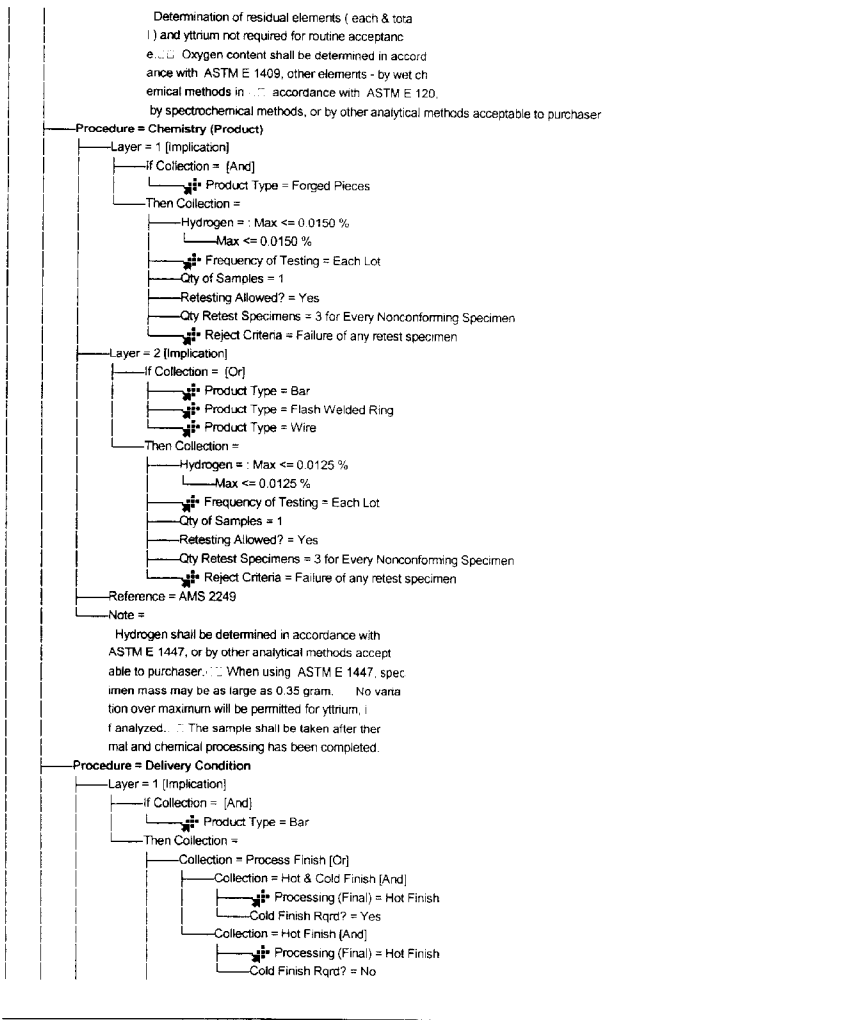 Determination of residual elements ( each & tota
l ) and yttrium not required for routine acceptanc
e. Oxygen content shall be determined in accord
ance with ASTM E 1409, other elements - by wet ch
emical methods in accordance with ASTM E 120,
by spectrochemical methods, or by other analytical methods acceptable to purchaser
Procedure = Chemistry (Product)
Layer = 1 [Implication]
If Collection = [And]
Product Type = Forged Pieces
Then Collection =
Hydrogen = : Max <= 0.0150 %
Max <= 0.0150 %
Frequency of Testing = Each Lot
Qty of Samples = 1
Retesting Allowed? = Yes
Qty Retest Specimens = 3 for Every Nonconforming Specimen
Reject Criteria = Failure of any retest specimen
Layer = 2 [Implication]
If Collection = [Or]
Product Type = Bar
Product Type = Flash Welded Ring
Product Type = Wire
Then Collection =
Hydrogen = : Max <= 0.0125 %
Max <= 0.0125 %
Frequency of Testing = Each Lot
Qty of Samples = 1
Retesting Allowed? = Yes
Qty Retest Specimens = 3 for Every Nonconforming Specimen
Reject Criteria = Failure of any retest specimen
Reference = AMS 2249
Note =
Hydrogen shall be determined in accordance with
ASTM E 1447, or by other analytical methods accept
able to purchaser. When using ASTM E 1447, spec
imen mass may be as large as 0.35 gram. No varia
tion over maximum will be permitted for yttrium, i
f analyzed. The sample shall be taken after ther
mal and chemical processing has been completed.
Procedure = Delivery Condition
Layer = 1 [Implication]
If Collection = [And]
Product Type = Bar
Then Collection =
Collection = Process Finish [Or]
Collection = Hot & Cold Finish [And]
Processing (Final) = Hot Finish
Cold Finish Rqrd? = Yes
Collection = Hot Finish [And]
Processing (Final) = Hot Finish
Cold Finish Rqrd? = No